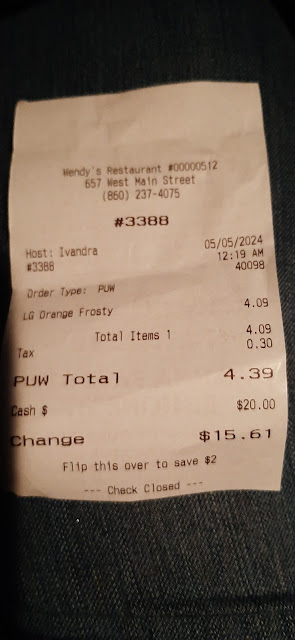 Wendy's Restaurant #00000512
657 West Main Street
(860) 237-4075
#3388
Host: Ivandra 05/05/2024
#3388 12:19 AM
40098
Order Type: PUW
LG Orange Frosty 4.09
Total Items 1 4.09
Tax 0.30
PUW Total 4.39
Cash $ $20.00
Change $15.61
Flip this over to save $2
--- Check Closed ---